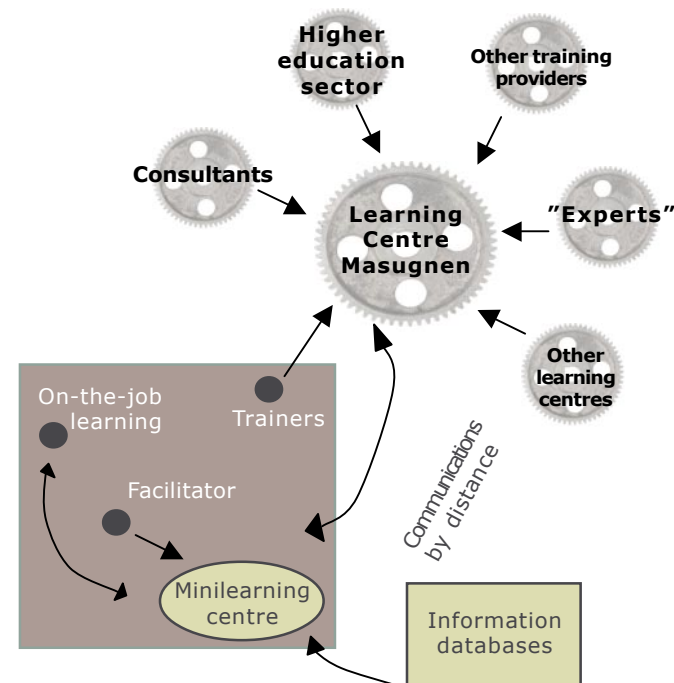 Higher
education
sector
Other training
providers
Consultants
Learning
Centre
Masugnen
”Experts”
Other
learning
centres
On-the-job
learning
Trainers
Facilitator
Communications
by distance
Minilearning
centre
Information
databases